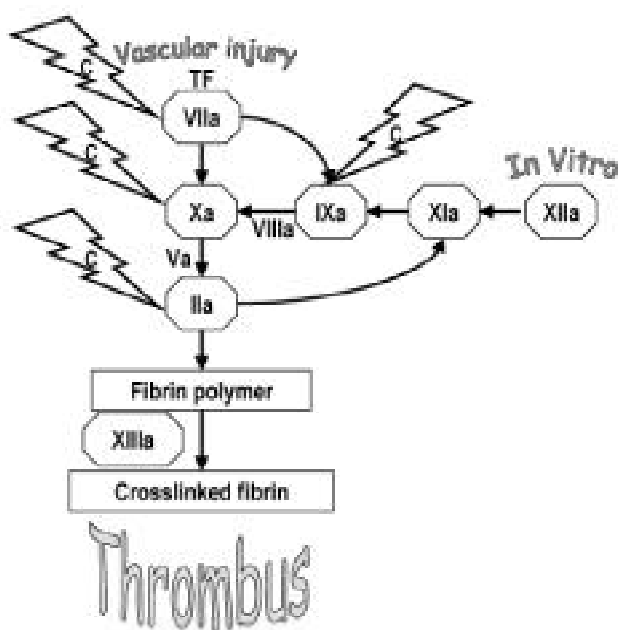 Vascular injury
C
TF
VIIa
C
C
In Vitro
Xa
VIIIa
IXa
XIa
XIIa
Va
C
IIa
Fibrin polymer
XIIIa
Crosslinked fibrin
Thrombus